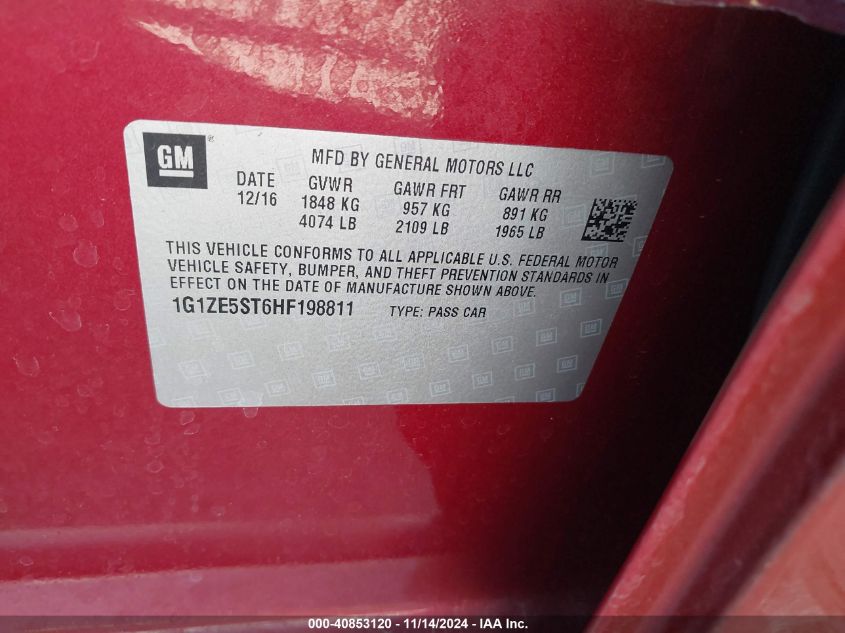 GM ®
MFD BY GENERAL MOTORS LLC
DATE GVWR GAWR FRT GAWR RR
12/16 1848 KG 957 KG 891 KG
4074 LB 2109 LB 1965 LB
THIS VEHICLE CONFORMS TO ALL APPLICABLE U.S. FEDERAL MOTOR
VEHICLE SAFETY, BUMPER, AND THEFT PREVENTION STANDARDS IN
EFFECT ON THE DATE OF MANUFACTURE SHOWN ABOVE.
1G1ZE5ST6HF198811 TYPE: PASS CAR
000-40853120 - 11/14/2024 - IAA Inc.